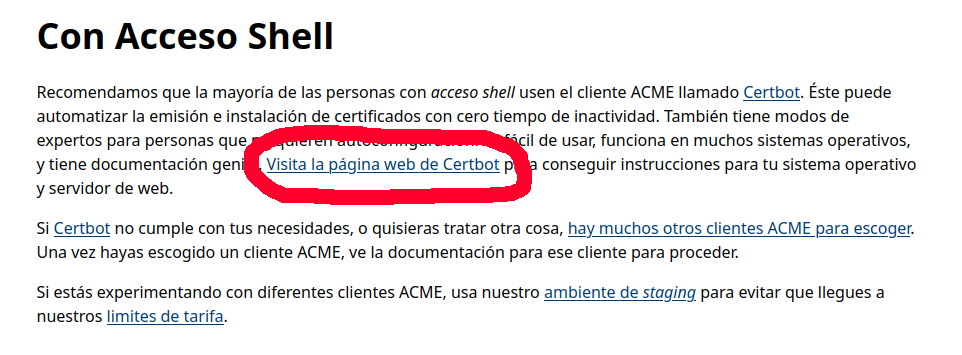 Con Acceso Shell
Recomendamos que la mayoría de las personas con acceso shell usen el cliente ACME llamado Certbot. Éste puede
automatizar la emisión e instalación de certificados con cero tiempo de inactividad. También tiene modos de
expertos para personas que autoconfiguración. fácil de usar, funciona en muchos sistemas operativos,
y tiene documentación Visita la página web de Certbot para conseguir instrucciones para tu sistema operativo
y servidor de web.
Si Certbot no cumple con tus necesidades, o quisieras tratar otra cosa, hay muchos otros clientes ACME para escoger.
Una vez hayas escogido un cliente ACME, ve la documentación para ese cliente para proceder.
Si estás experimentando con diferentes clientes ACME, usa nuestro ambiente de staging para evitar que llegues a
nuestros limites de tarifa.